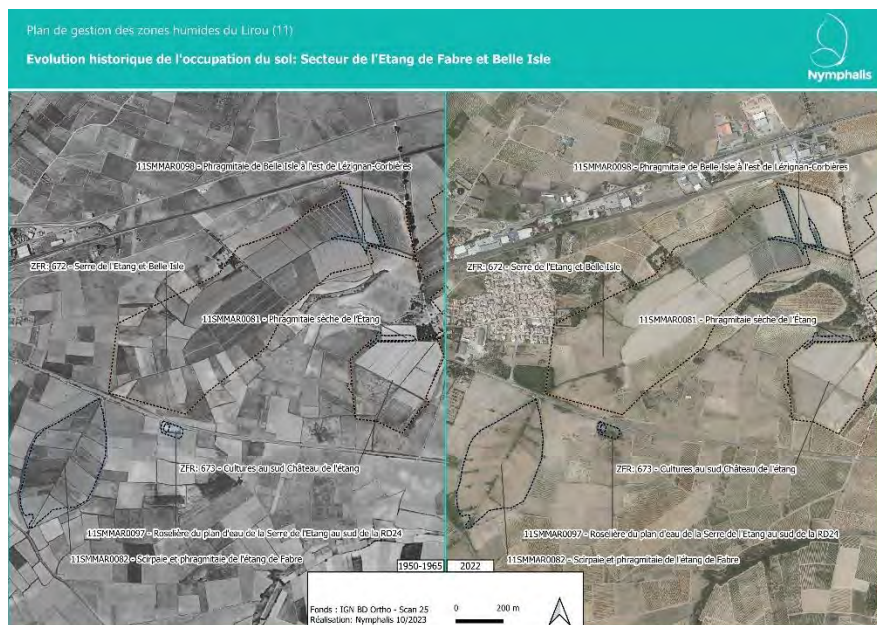 Plan de gestion des zones humides du Lirou (11)
Evolution historique de l'occupation du sol: Secteur de l'Etang de Fabre et Belle Isle
Nymphalis
11SMMAR0098 - Phragmitaie de Belle Isle à l'est de Lézignan-Corbières
ZFR: 672 - Serre de l'Etang et Belle Isle
11SMMAR0081 - Phragmitaie sèche de l'Étang
ZFR: 673 - Cultures au sud Château de l'étang
11SMMAR0097 - Roselière du plan d'eau de la Serre de l'Etang au sud de la RD24
11SMMAR0082 - Scirpaie et phragmitaie de l'étang de Fabre
1950-1965
11SMMAR0098 - Phragmitaie de Belle Isle à l'est de Lézignan-Corbières
ZFR: 672 - Serre de l'Etang et Belle Isle
11SMMAR0081 - Phragmitaie sèche de l'Étang
ZFR: 673 - Cultures au sud Château de l'étang
11SMMAR0097 - Roselière du plan d'eau de la Serre de l'Etang au sud de la RD24
11SMMAR0082 - Scirpaie et phragmitaie de l'étang de Fabre
2022
Fonds : IGN BD Ortho - Scan 25
Réalisation: Nymphalis 10/2023
0 200 m